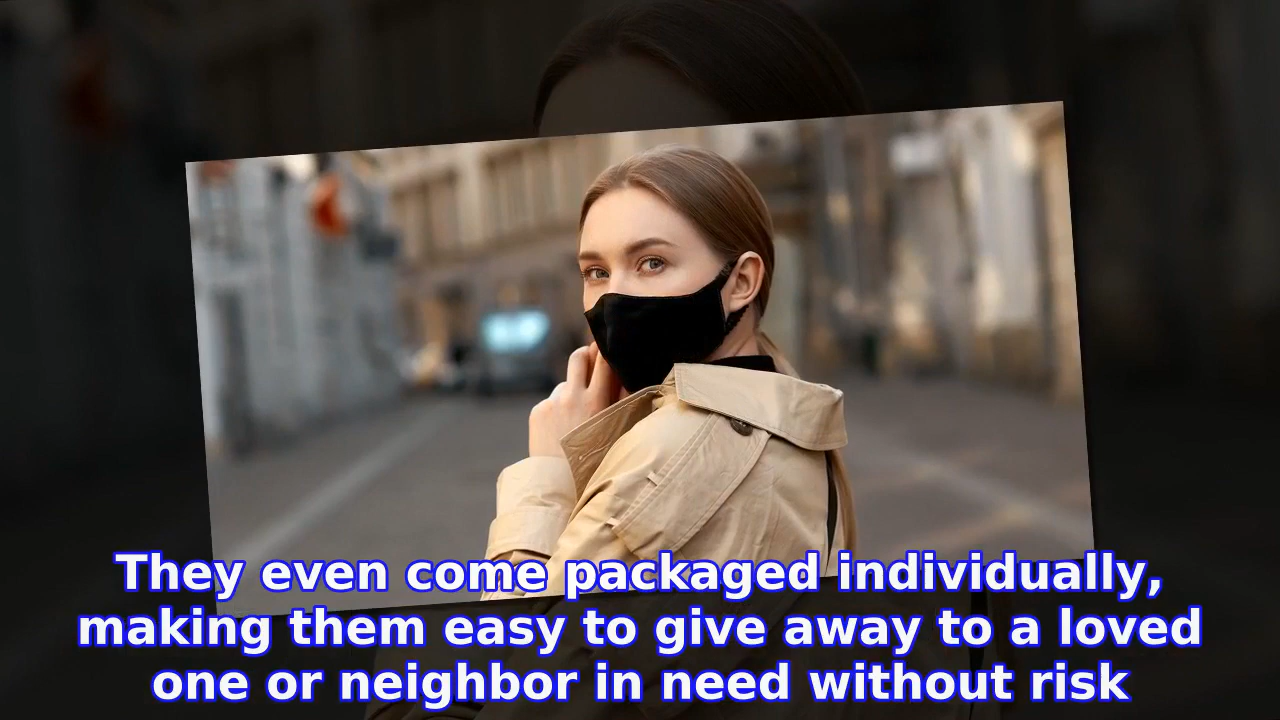 They even come packaged individually,
making them easy to give away to a loved
one or neighbor in need without risk